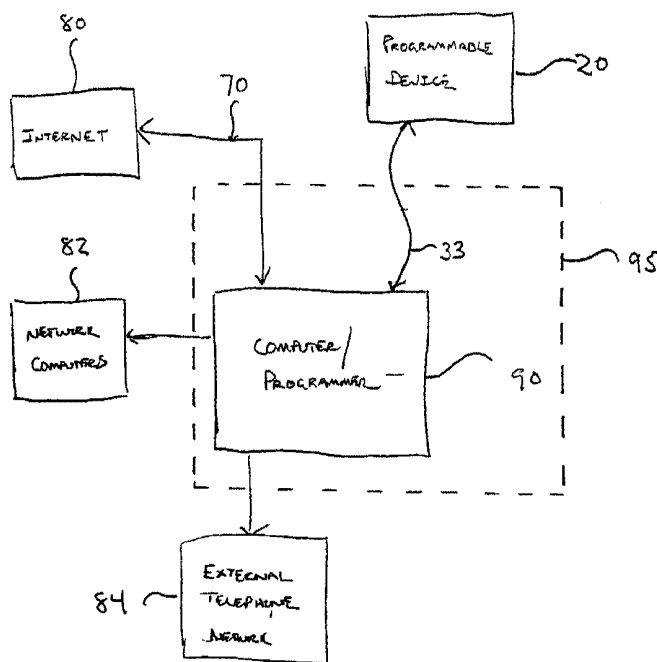 80
PROGRAMMABLE
DEVICE
20
70
INTERNET
33
95
82
NETWORK
COMPUTERS
COMPUTER/
PROGRAMMER
90
84
EXTERNAL
TELEPHONE
NETWORK